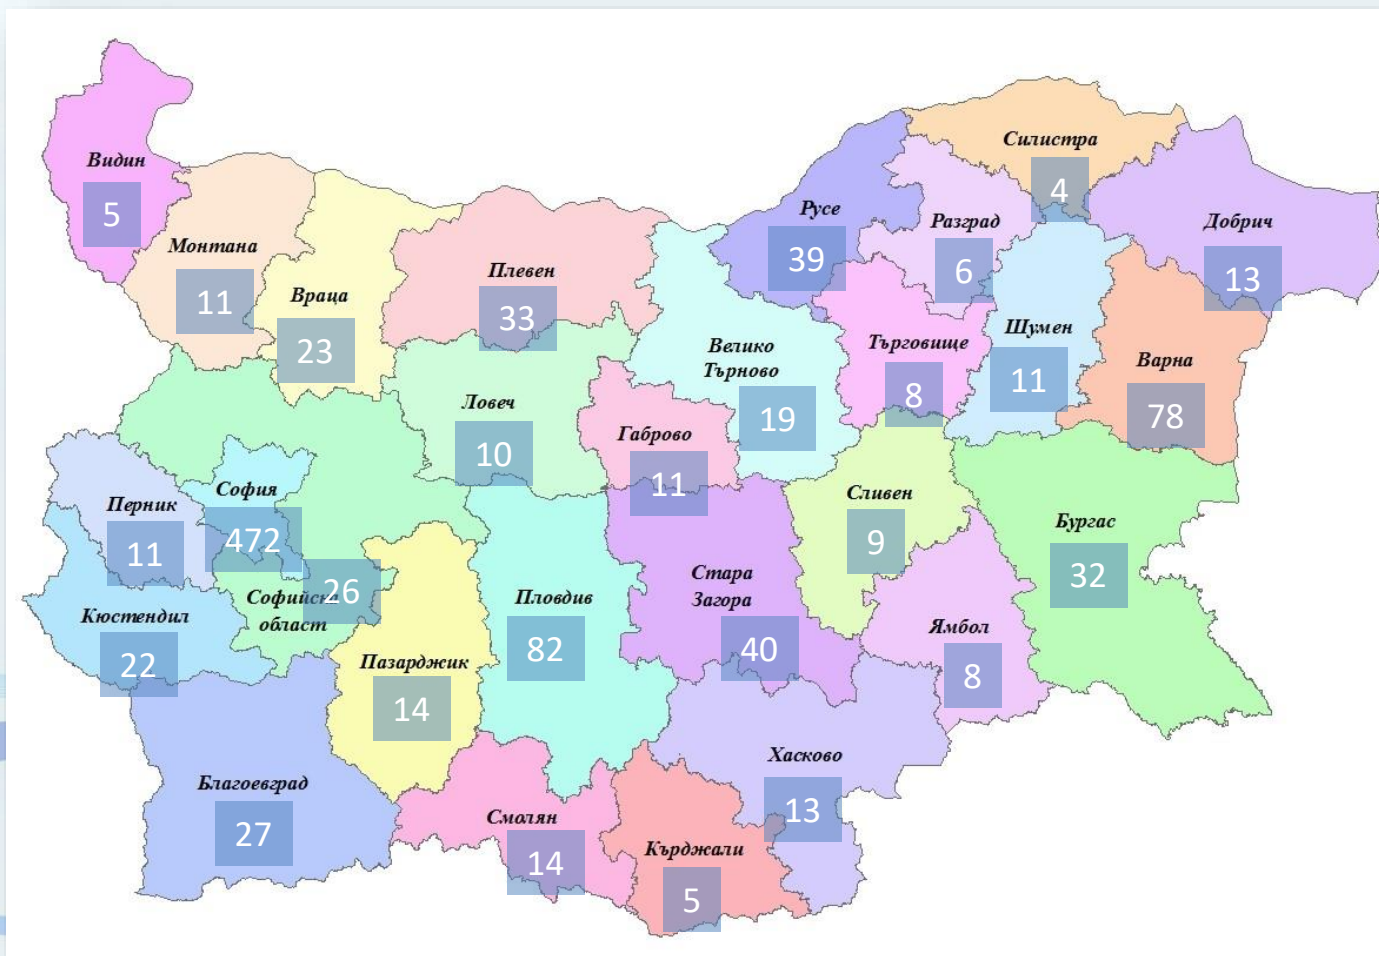 Видин
5
Монтана
11
Враца
23
Плевен
33
Ловеч
10
Габрово
11
Велико
Търново
19
Русе
39
Разград
6
Силистра
4
Добрич
13
Търговище
8
Шумен
11
Варна
78
Перник
11
София
472
Софийска
област
26
Кюстендил
22
Пазарджик
14
Пловдив
82
Стара
Загора
40
Сливен
9
Ямбол
8
Бургас
32
Благоевград
27
Смолян
14
Кърджали
5
Хасково
13